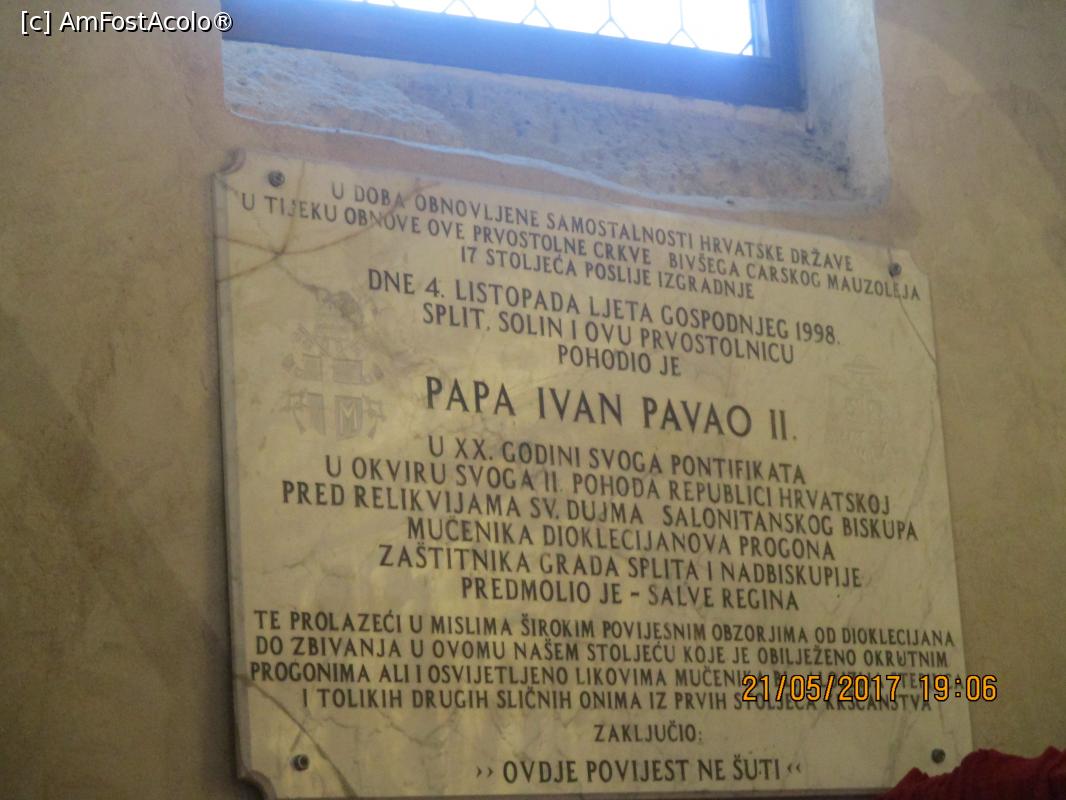 [c] AmFostAcolo®
U DOBA OBNOVLJENE SAMOSTALNOSTI HRVATSKE DRŽAVE
U TIJEKU OBNOVE OVE PRVOSTOLNE CRKVE BIVŠEGA CARSKOG MAUZOLEJA
17 STOLJEĆA POSLIJE IZGRADNJE
DNE 4. LISTOPADA LJETA GOSPODNJEG 1998.
SPLIT. SOLIN I OVU PRVOSTOLNICU
POHODIO JE
PAPA IVAN PAVAO II.
U XX. GODINI SVOGA PONTIFIKATA
U OKVIRU SVOGA II. POHODA REPUBLICI HRVATSKOJ
PRED RELIKVIJAMA SV. DUJMA SALONITANSKOG BISKUPA
MUČENIKA DIOKLECIJANOVA PROGONA
ZAŠTITNIKA GRADA SPLITA I NADBISKUPIJE
PREDMOLIO JE - SALVE REGINA
TE PROLAZEĆI U MISLIMA ŠIROKIM POVIJESNIM OBZORJIMA OD DIOKLECIJANA
DO ZBIVANJA U OVOMU NAŠEM STOLJEĆU KOJE JE OBILJEŽENO OKRUTNIM
PROGONIMA ALI I OSVIJETLJENO LIKOVIMA MUČENIKA
I TOLIKIH DRUGIH SLIČNIH ONIMA IZ PRVIH STOLJEĆA KRŠĆANSTVA
21/05/2017 19:06
ZAKLJUČIO:
›› OVDJE POVIJEST NE ŠUTI ‹‹